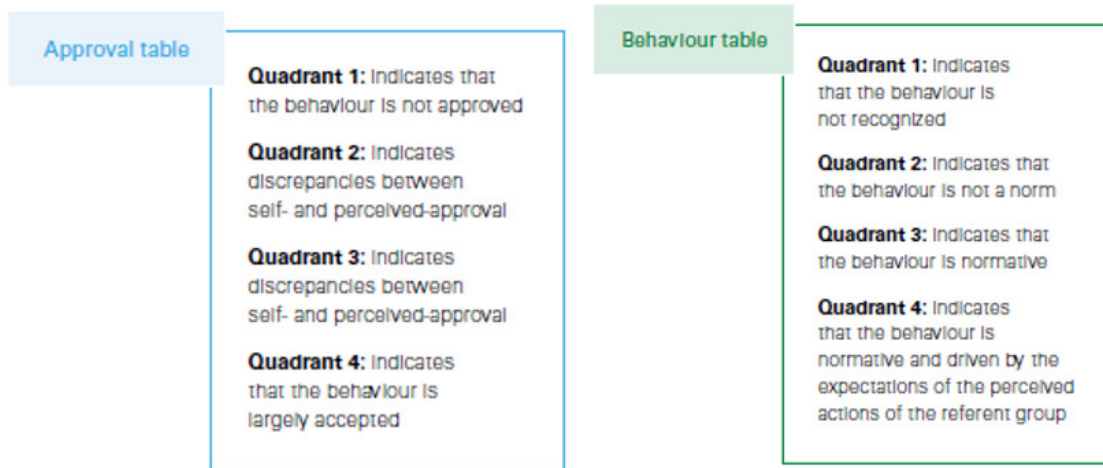 Approval table
Quadrant 1: Indicates that
the behaviour is not approved
Quadrant 2: Indicates
discrepancies between
self- and perceived-approval
Quadrant 3: Indicates
discrepancies between
self- and perceived-approval
Quadrant 4: Indicates
that the behaviour is
largely accepted
Behaviour table
Quadrant 1: Indicates
that the behaviour is
not recognized
Quadrant 2: Indicates that
the behaviour is not a norm
Quadrant 3: Indicates that
the behaviour is normative
Quadrant 4: Indicates
that the behaviour is
normative and driven by the
expectations of the perceived
actions of the referent group